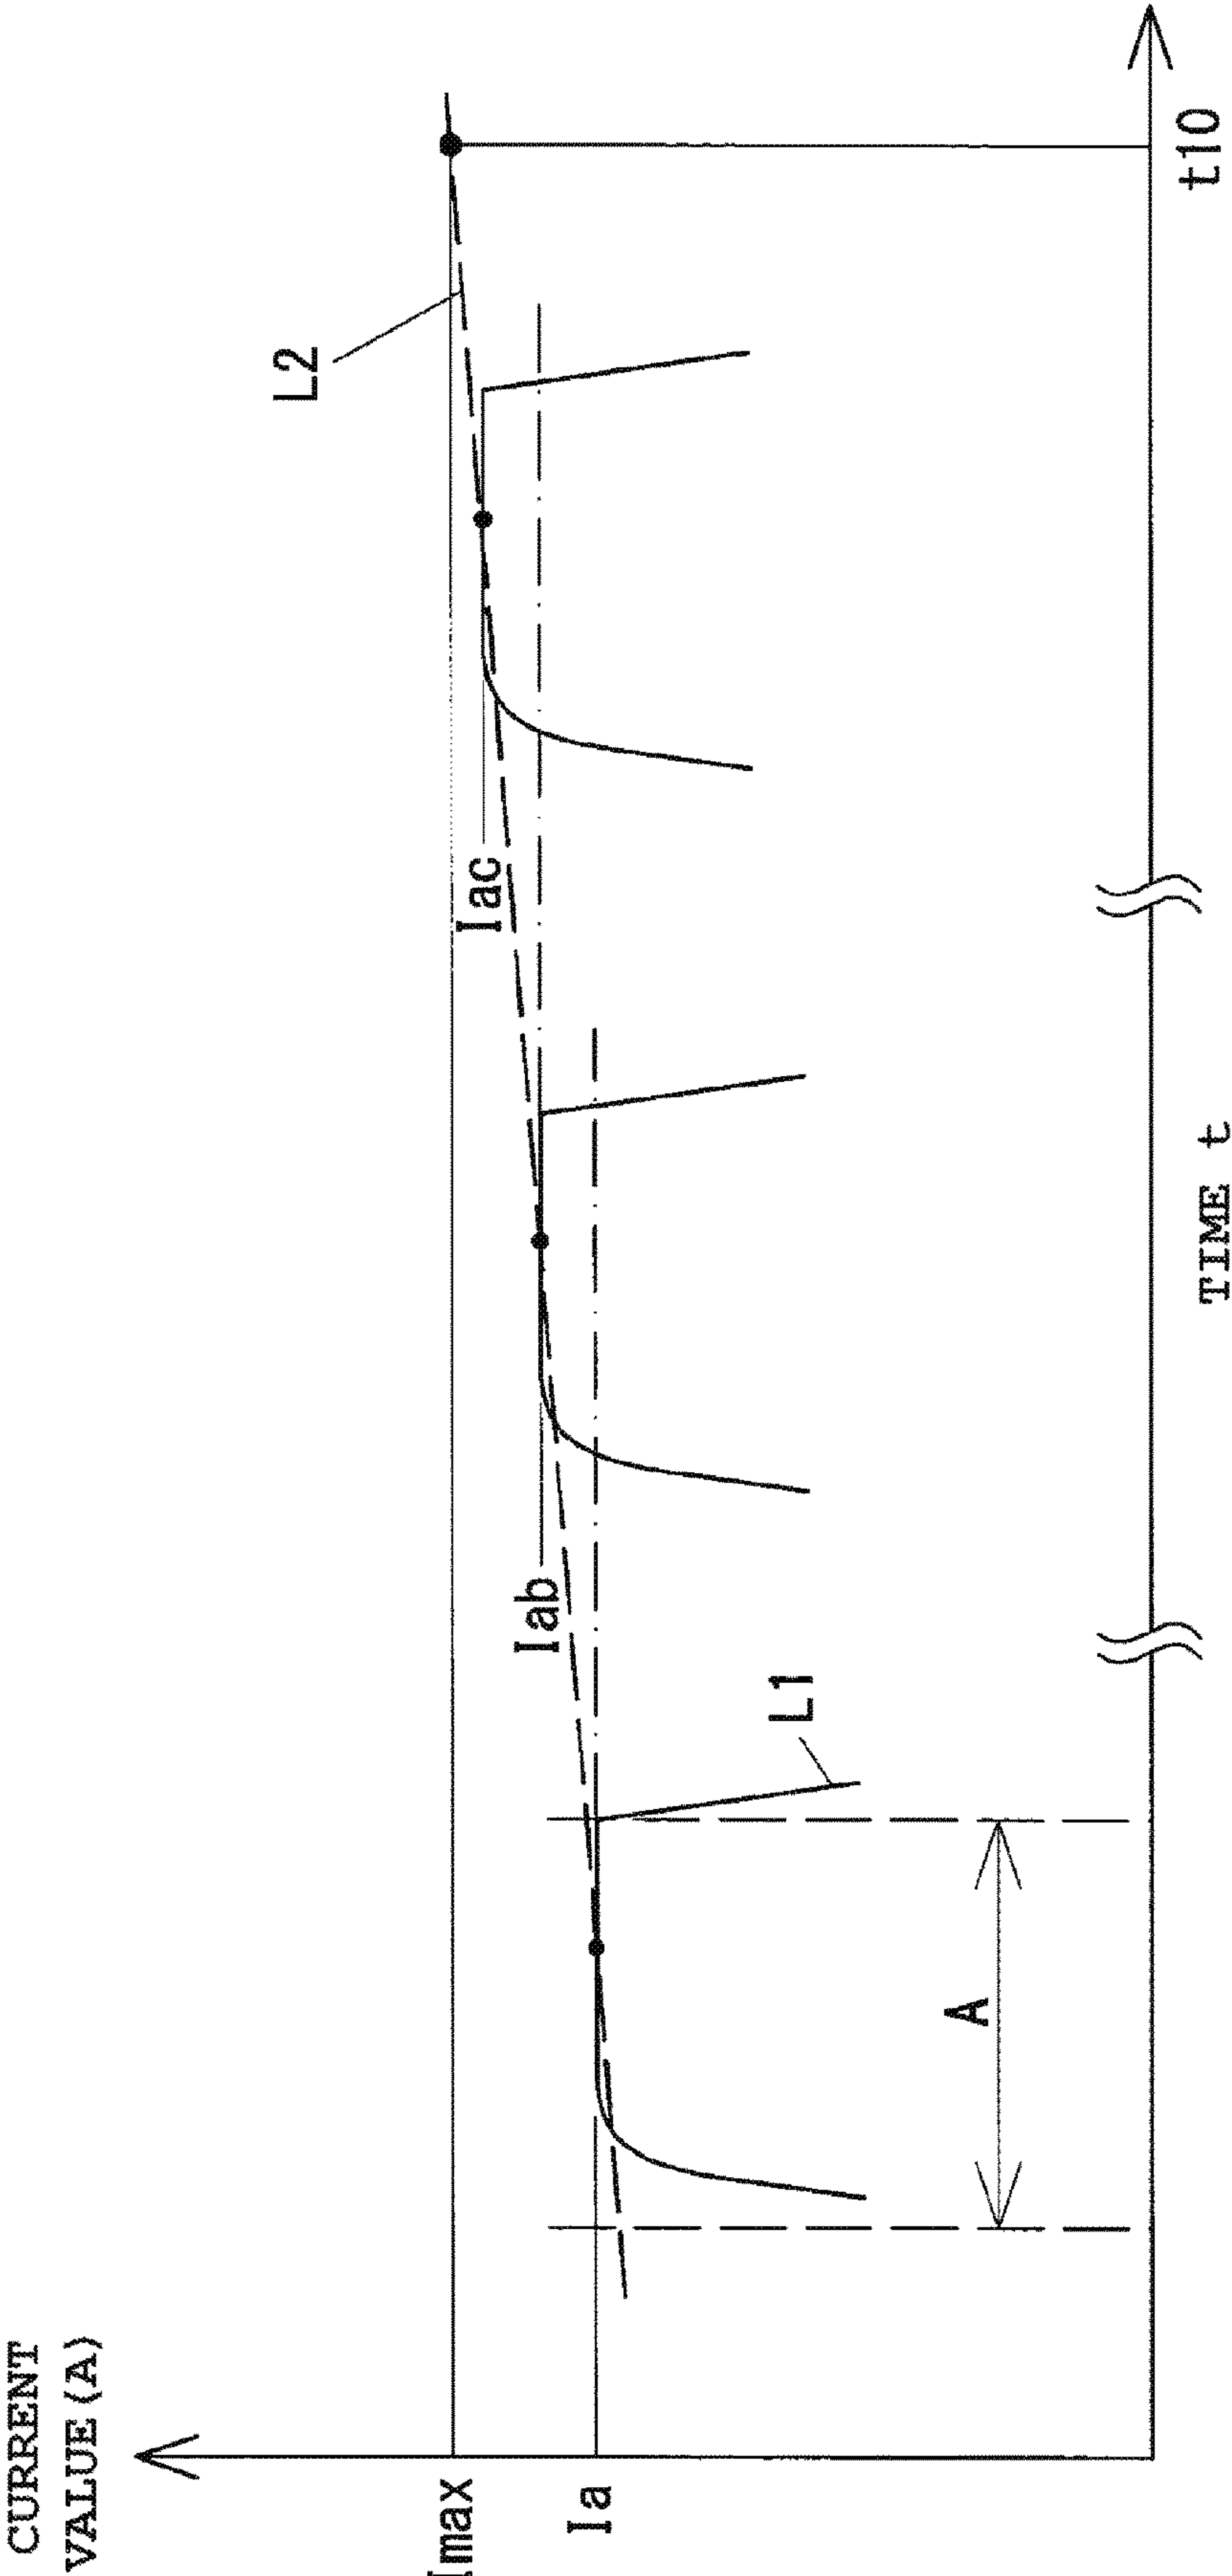 CURRENT
VALUE (A)
Imax
Ia
Iab
Iac
L2
L1
A
t10
TIME t